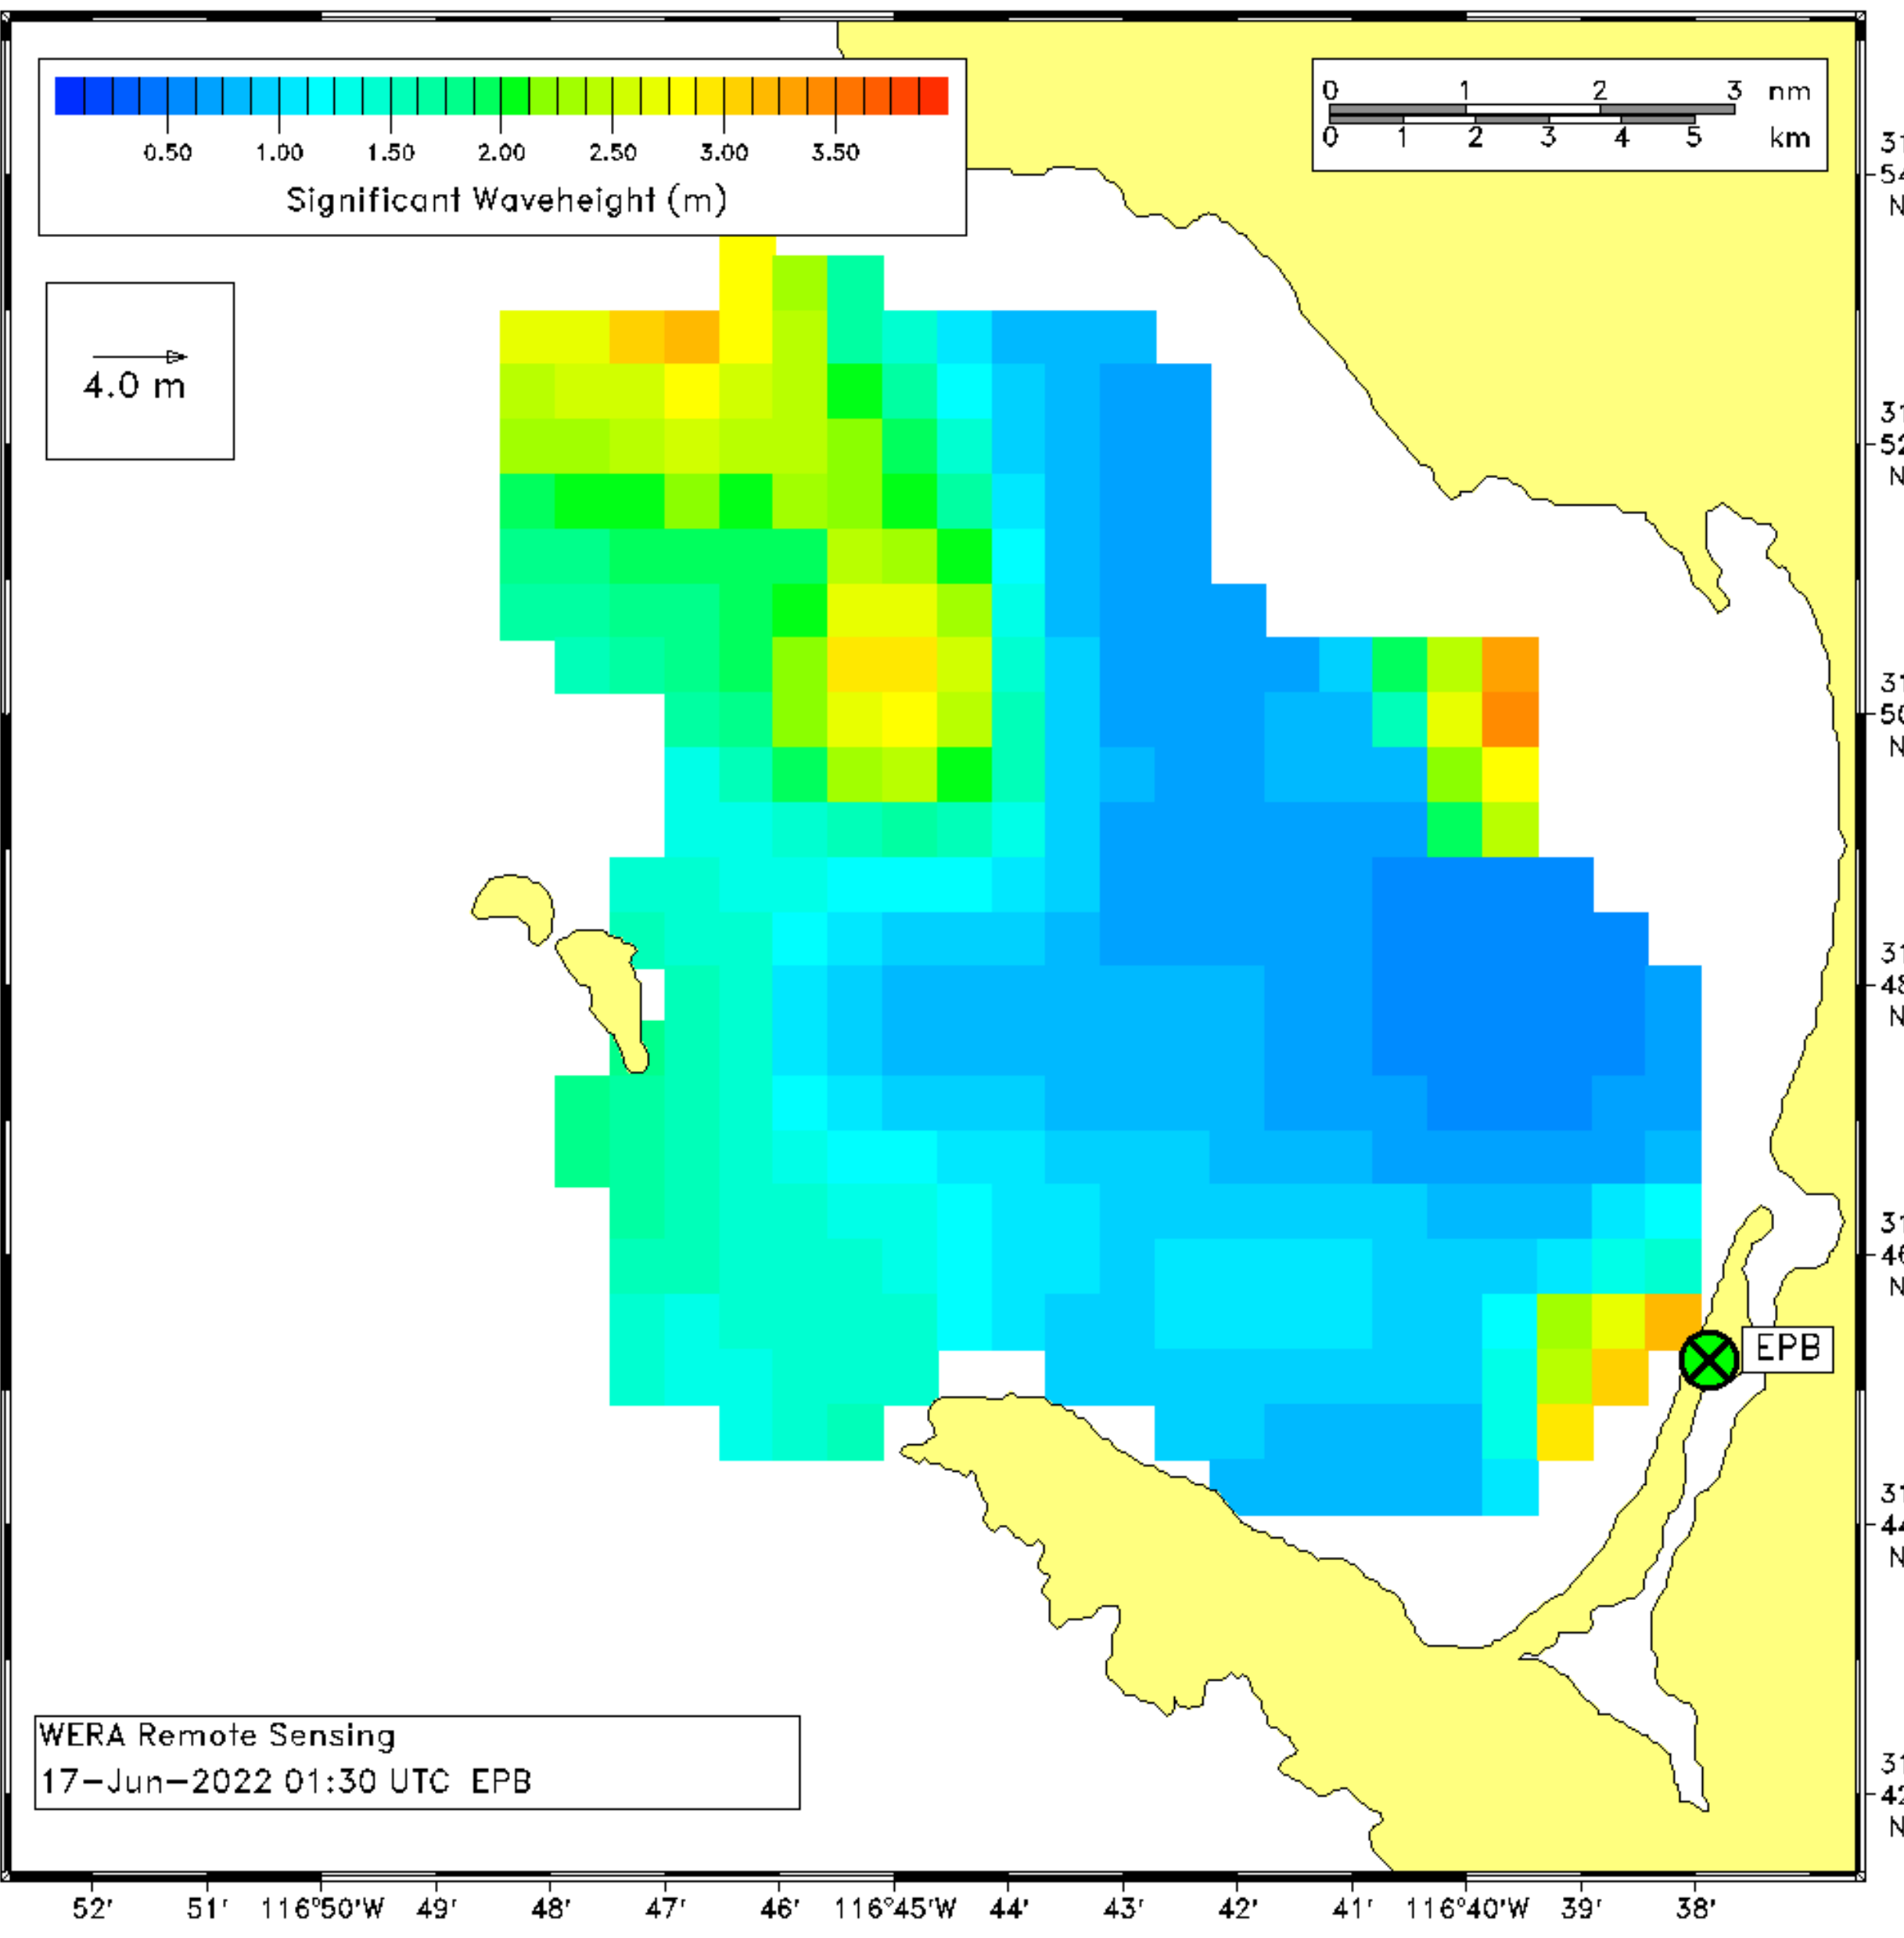 0.50 1.00 1.50 2.00 2.50 3.00 3.50
Significant Waveheight (m)
0 1 2 3 nm
0 1 2 3 4 5 km
4.0 m
EPB
WERA Remote Sensing
17-Jun-2022 01:30 UTC EPB
52' 51' 116°50'W 49' 48' 47' 46' 116°45'W 44' 43' 42' 41' 116°40'W 39' 38'